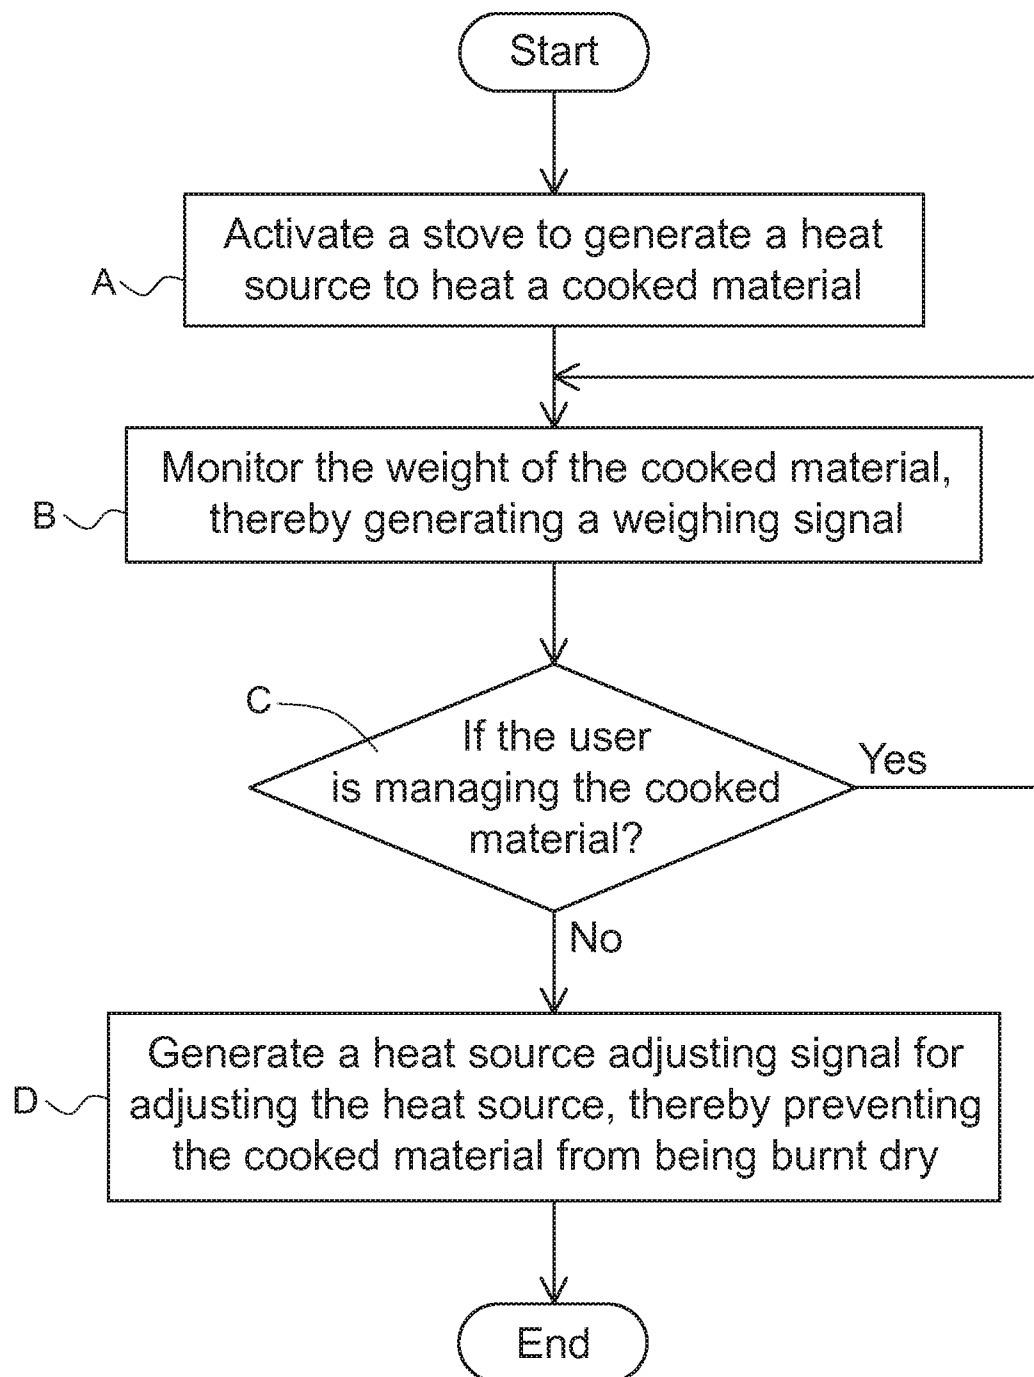 Start
Activate a stove to generate a heat
source to heat a cooked material
A
Monitor the weight of the cooked material,
thereby generating a weighing signal
B
C
If the user
is managing the cooked
material?
Yes
No
Generate a heat source adjusting signal for
adjusting the heat source, thereby preventing
the cooked material from being burnt dry
D
End